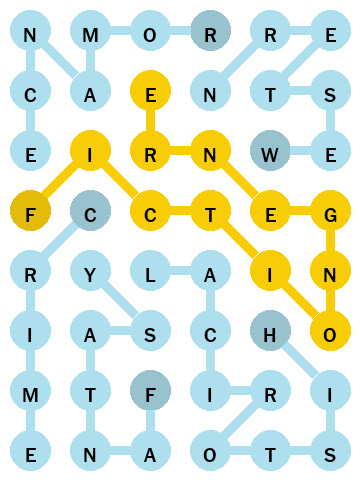 N M O R R E
C A E N T S
E I R N W E
F C C T E G
R Y L A I N
I A S C H O
M T F I R I
E N A O T S